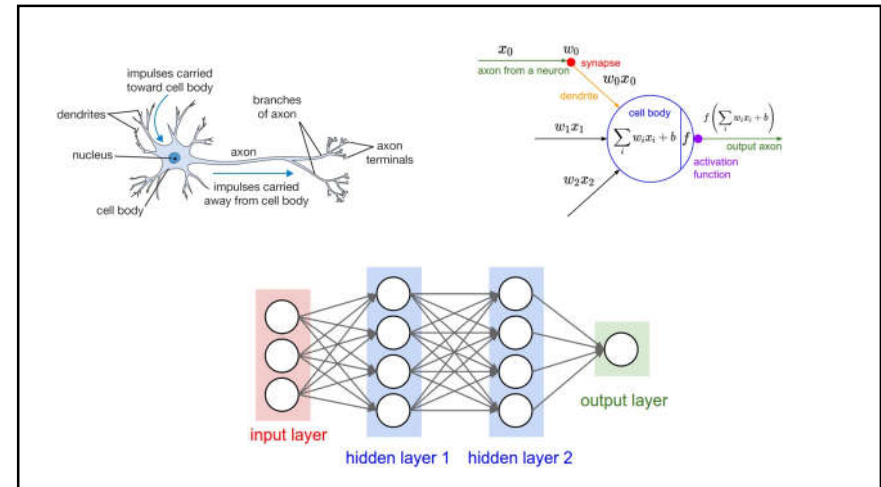 impulses carried
toward cell body
dendrites
nucleus
cell body
axon
impulses carried
away from cell body
branches
of axon
axon
terminals
x₀
w₀
synapse
axon from a neuron
w₀x₀
dendrite
w₁x₁
w₂x₂
cell body
∑ᵢ wᵢxᵢ + b
f
f(∑ᵢ wᵢxᵢ + b)
output axon
activation
function
input layer
hidden layer 1
hidden layer 2
output layer